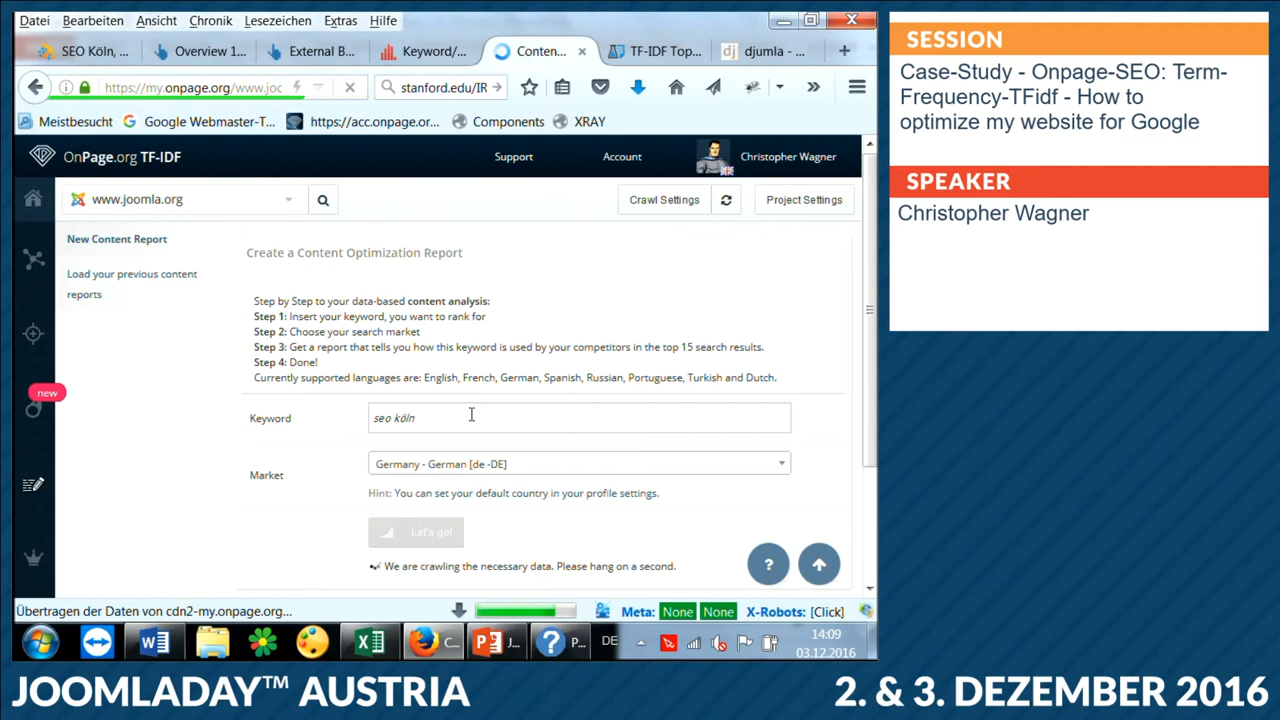 Datei Bearbeiten Ansicht Chronik Lesezeichen Extras Hilfe
SEO Köln, ... Overview 1... External B... Keyword/... Conten... TF-IDF Top... djumla - ...
https://my.onpage.org/www.joc stanford.edu/IR
Meistbesucht Google Webmaster-T... https://acc.onpage.or... Components XRAY
OnPage.org TF-IDF Support Account Christopher Wagner
www.joomla.org Crawl Settings Project Settings
New Content Report
Load your previous content
reports
Create a Content Optimization Report
Step by Step to your data-based content analysis:
Step 1: Insert your keyword, you want to rank for
Step 2: Choose your search market
Step 3: Get a report that tells you how this keyword is used by your competitors in the top 15 search results.
Step 4: Done!
Currently supported languages are: English, French, German, Spanish, Russian, Portuguese, Turkish and Dutch.
new
Keyword seo köln
Market Germany - German [de -DE]
Hint: You can set your default country in your profile settings.
Let's go!
We are crawling the necessary data. Please hang on a second.
?
Übertragen der Daten von cdn2-my.onpage.org... Meta: None None X-Robots: [Click]
C... J... P... DE 14:09
03.12.2016
SESSION
Case-Study - Onpage-SEO: Term-
Frequency-TFidf - How to
optimize my website for Google
SPEAKER
Christopher Wagner
JOOMLADAY™ AUSTRIA 2. & 3. DEZEMBER 2016